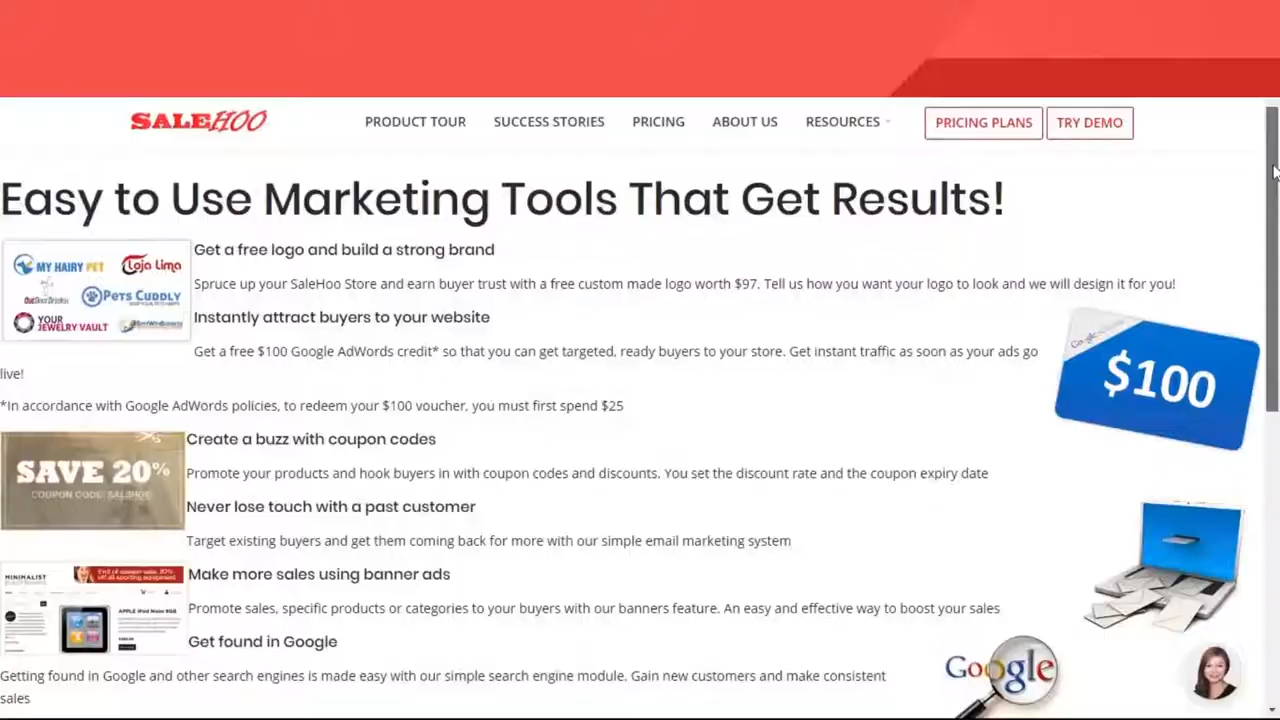 SALEHOO
PRODUCT TOUR
SUCCESS STORIES
PRICING
ABOUT US
RESOURCES
PRICING PLANS
TRY DEMO
Easy to Use Marketing Tools That Get Results!
MY HAIRY PET
Loja Lima
PETS CUDDLY
YOUR
JEWELRY VAULT
Get a free logo and build a strong brand
Spruce up your SaleHoo Store and earn buyer trust with a free custom made logo worth $97. Tell us how you want your logo to look and we will design it for you!
Instantly attract buyers to your website
Get a free $100 Google AdWords credit* so that you can get targeted, ready buyers to your store. Get instant traffic as soon as your ads go
live!
*In accordance with Google AdWords policies, to redeem your $100 voucher, you must first spend $25
Google
$100
SAVE 20%
COUPON CODE: SALEHOO
Create a buzz with coupon codes
Promote your products and hook buyers in with coupon codes and discounts. You set the discount rate and the coupon expiry date
Never lose touch with a past customer
Target existing buyers and get them coming back for more with our simple email marketing system
MINIMALIST
APPLE iPod Nano 8GB
Make more sales using banner ads
Promote sales, specific products or categories to your buyers with our banners feature. An easy and effective way to boost your sales
Get found in Google
Getting found in Google and other search engines is made easy with our simple search engine module. Gain new customers and make consistent
sales
Google